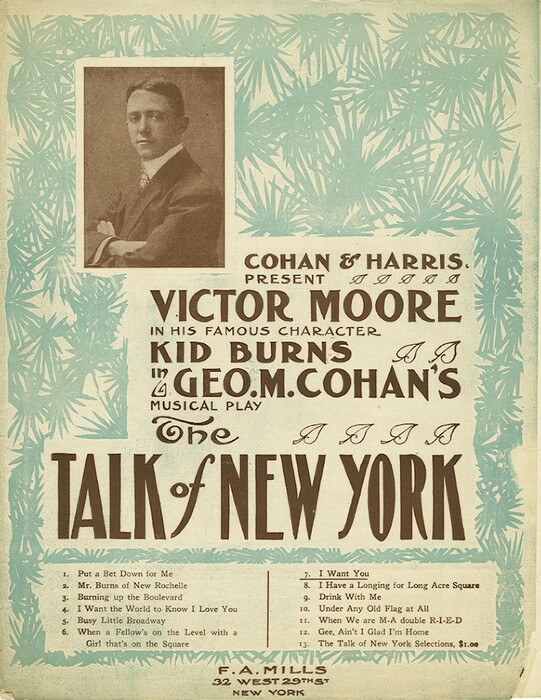 COHAN & HARRIS.
PRESENT
VICTOR MOORE
IN HIS FAMOUS CHARACTER
KID BURNS
in GEO. M. COHAN'S
MUSICAL PLAY
The
TALK of NEW YORK
1. Put a Bet Down for Me
2. Mr. Burns of New Rochelle
3. Burning up the Boulevard
4. I Want the World to Know I Love You
5. Busy Little Broadway
6. When a Fellow's on the Level with a
Girl that's on the Square
7. I Want You
8. I Have a Longing for Long Acre Square
9. Drink With Me
10. Under Any Old Flag at All
11. When We are M-A double R-I-E-D
12. Gee, Ain't I Glad I'm Home
13. The Talk of New York Selections, $1.00
F. A. MILLS
32 WEST 29TH ST
NEW YORK